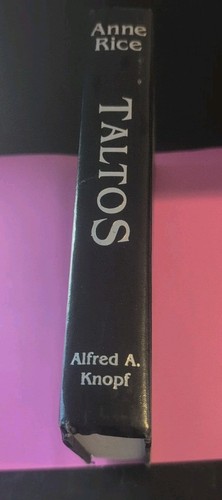 Anne
Rice
TALTOS
Alfred A.
Knopf